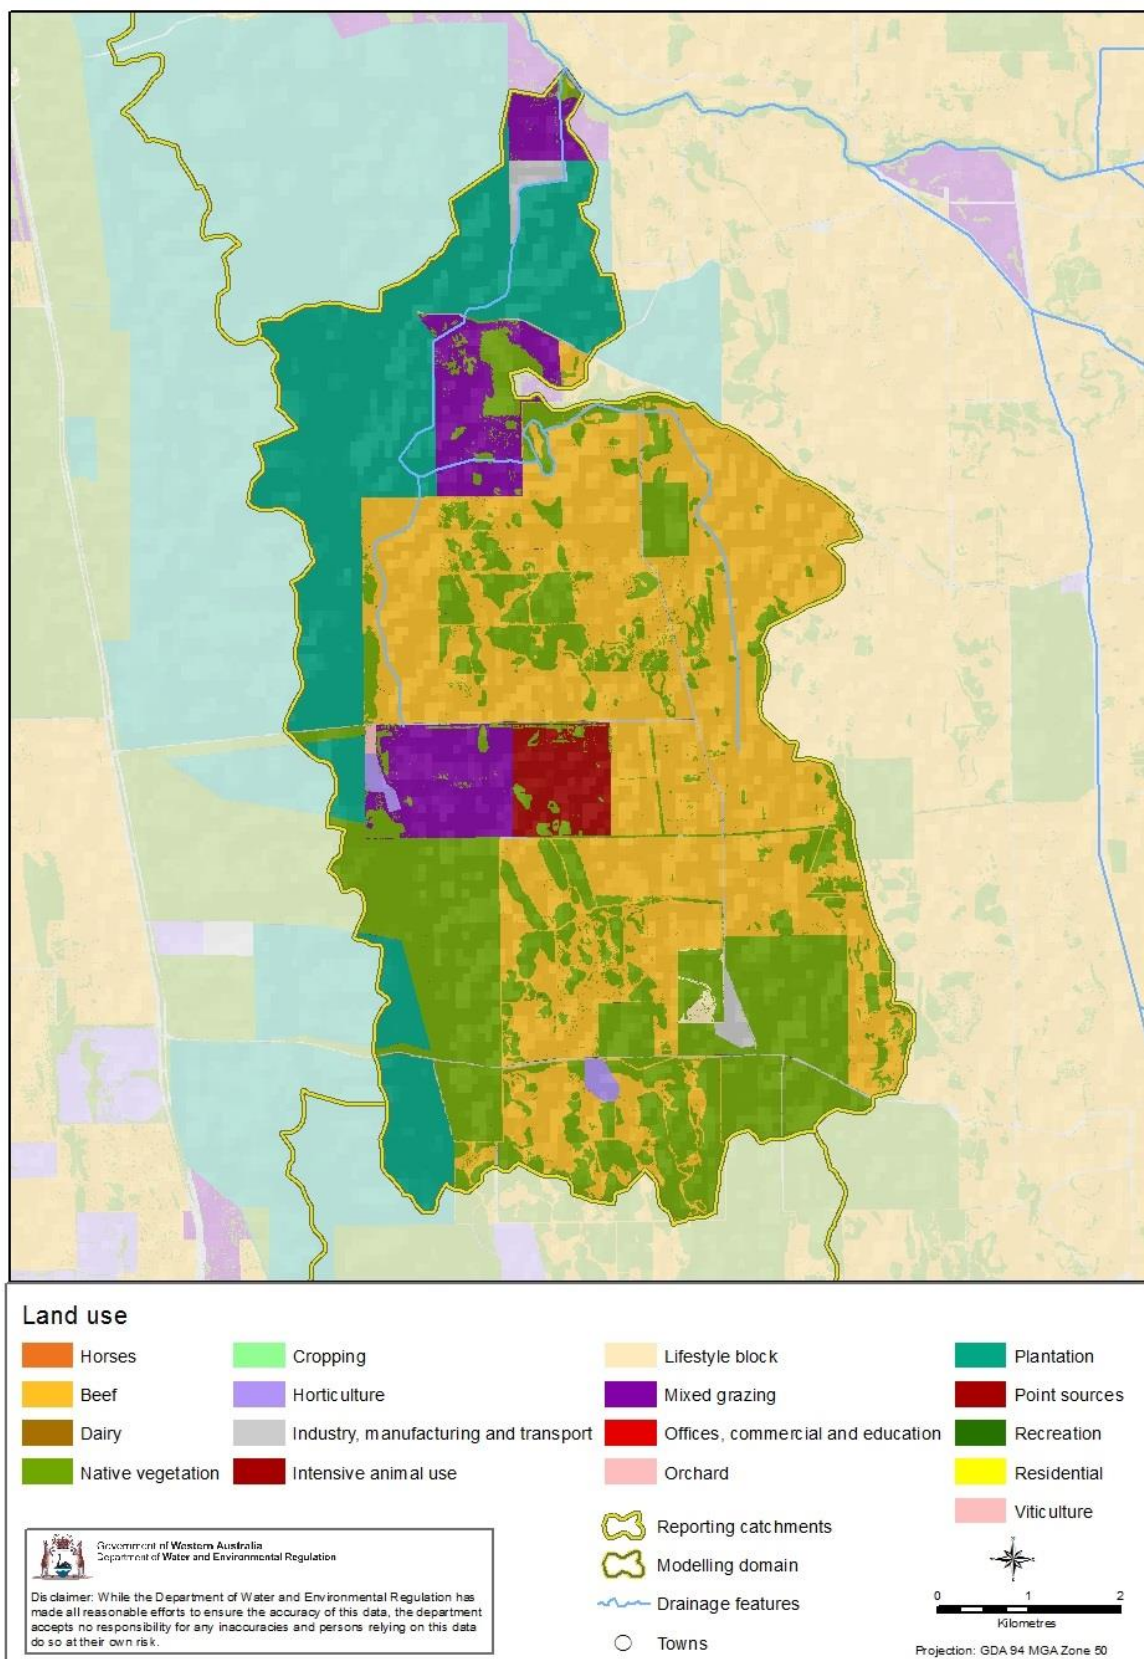 Land use
Horses
Beef
Dairy
Native vegetation
Cropping
Horticulture
Industry, manufacturing and transport
Intensive animal use
Lifestyle block
Mixed grazing
Offices, commercial and education
Orchard
Plantation
Point sources
Recreation
Residential
Viticulture
Reporting catchments
Modelling domain
Drainage features
Towns
Government of Western Australia
Department of Water and Environmental Regulation
Disclaimer: While the Department of Water and Environmental Regulation has
made all reasonable efforts to ensure the accuracy of this data, the department
accepts no responsibility for any inaccuracies and persons relying on this data
do so at their own risk.
0 1 2
Kilometres
Projection: GDA 94 MGA Zone 50